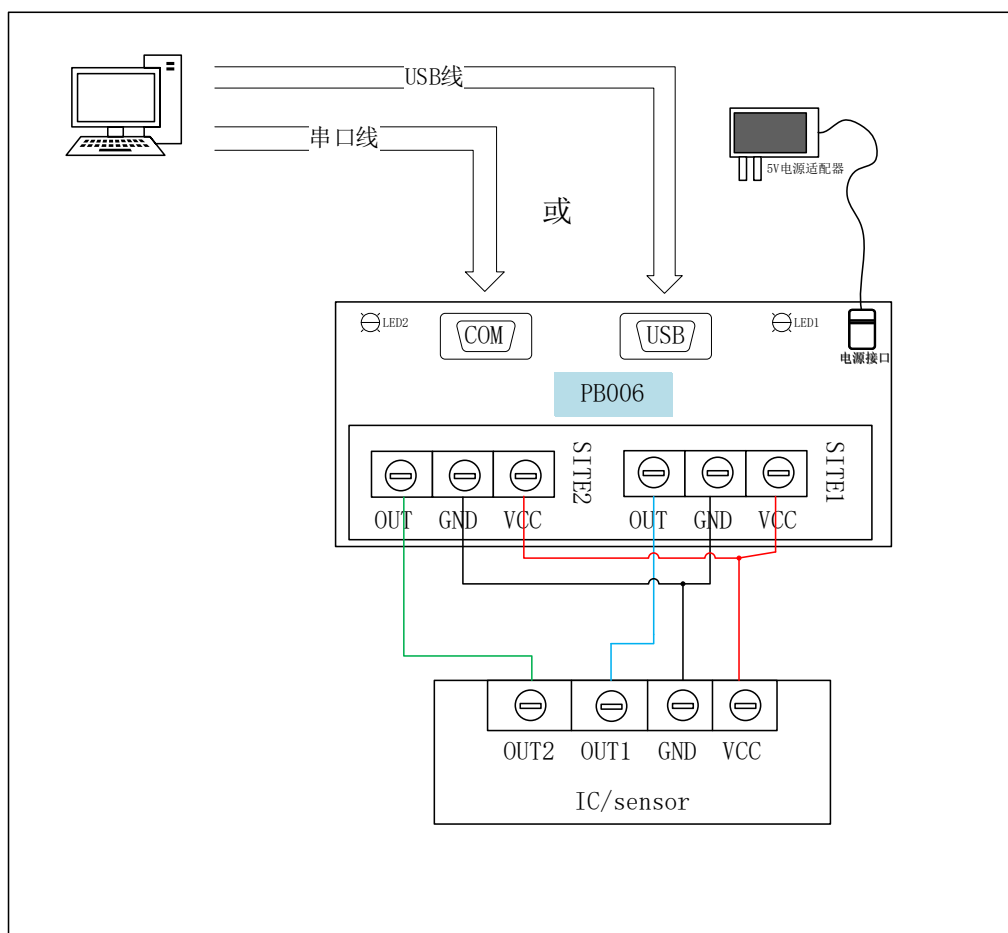 USB线
串口线
5V电源适配器
或
LED2
COM
USB
LED1
电源接口
PB006
SITE2
SITE1
OUT GND VCC
OUT GND VCC
OUT2 OUT1 GND VCC
IC/sensor